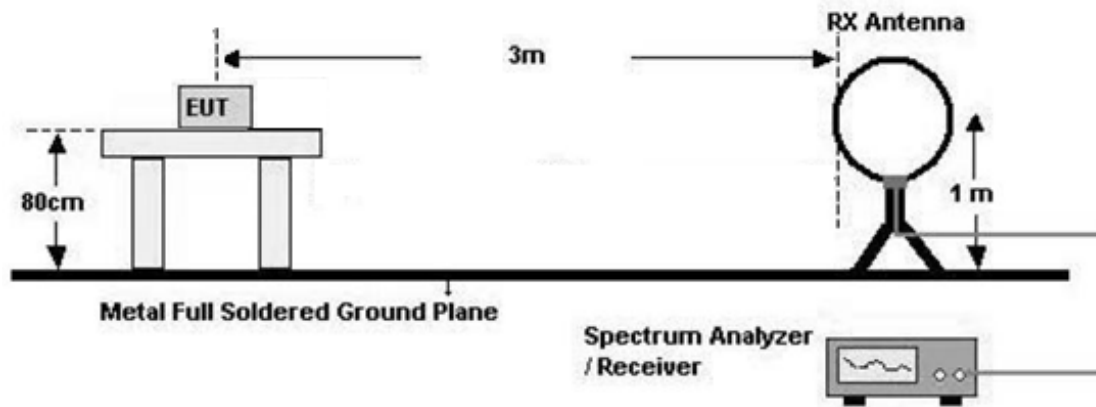 RX Antenna
3m
EUT
80cm
1 m
Metal Full Soldered Ground Plane
Spectrum Analyzer
/ Receiver